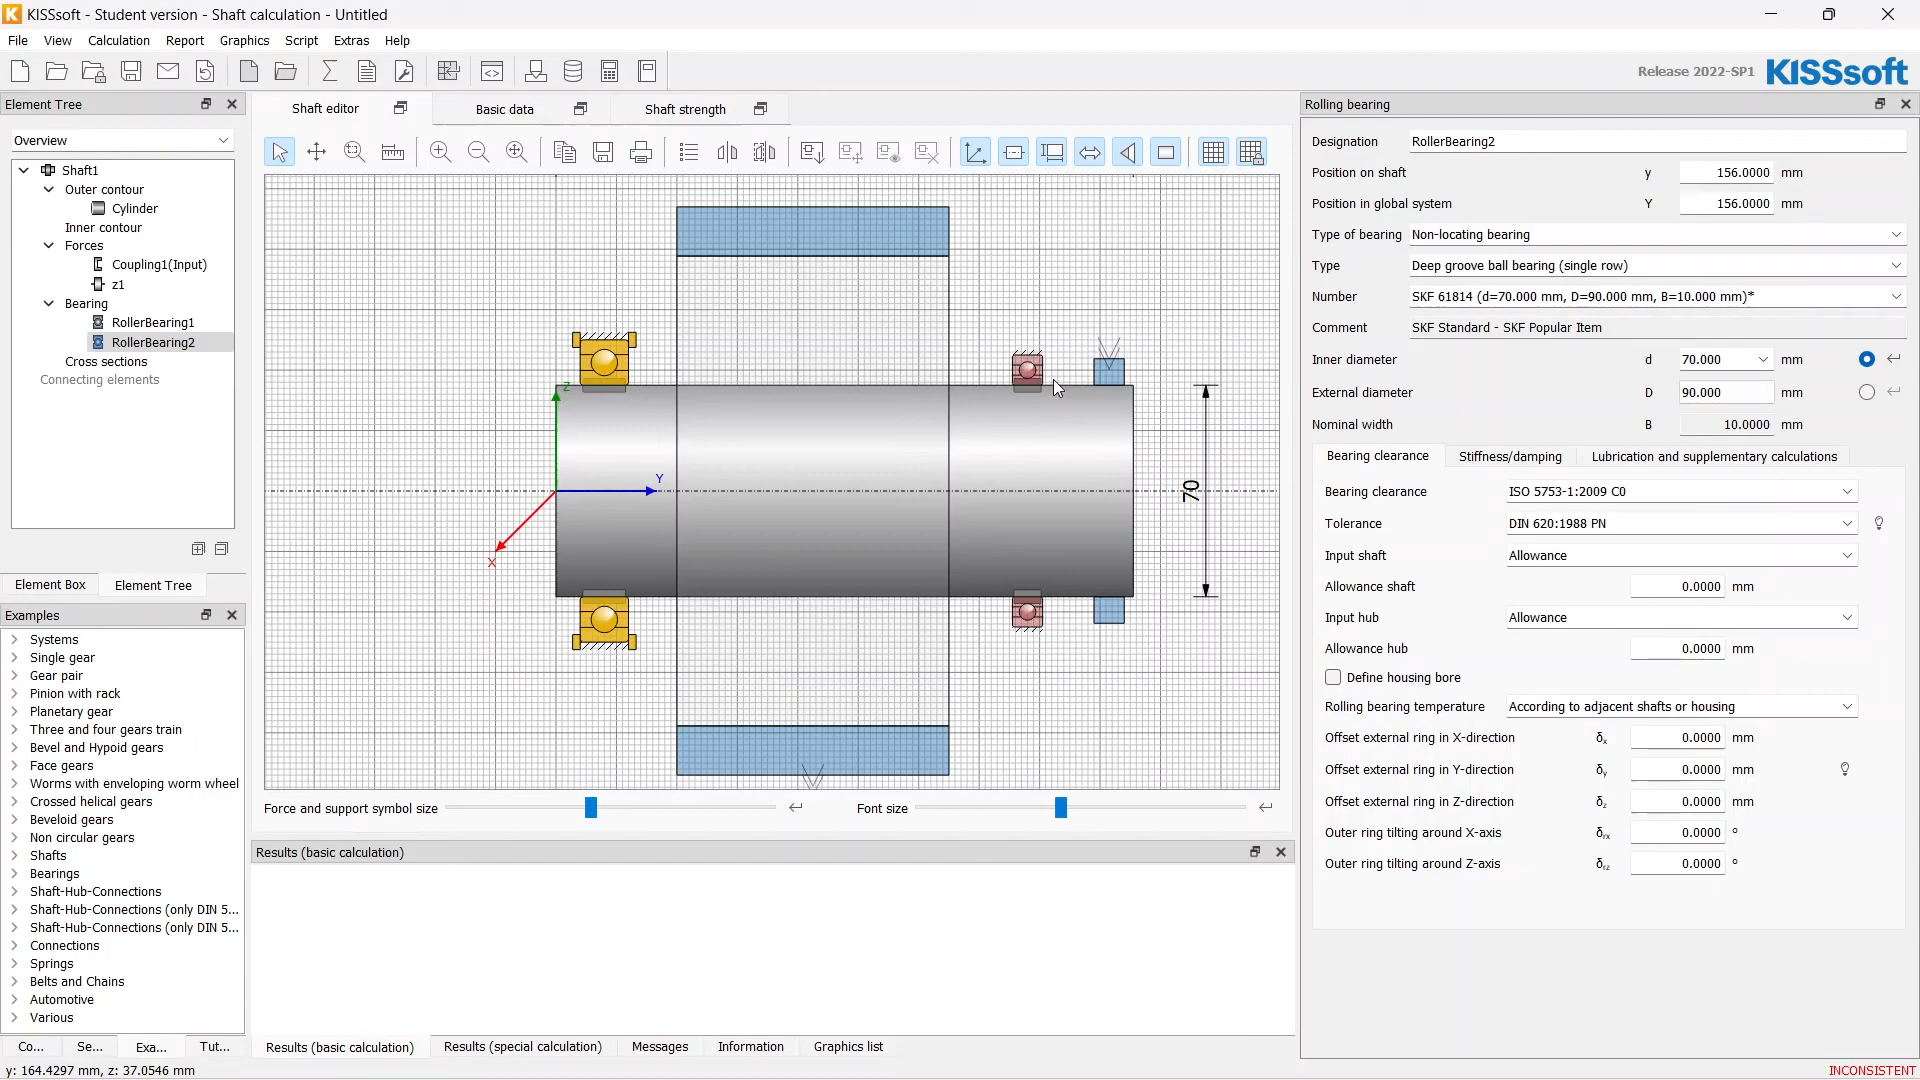 KISSsoft - Student version - Shaft calculation - Untitled
File View Calculation Report Graphics Script Extras Help
Release 2022-SP1 KISSsoft
Element Tree
Overview
Shaft1
Outer contour
Cylinder
Inner contour
Forces
Coupling1(Input)
z1
Bearing
RollerBearing1
RollerBearing2
Cross sections
Connecting elements
Element Box Element Tree
Examples
Systems
Single gear
Gear pair
Pinion with rack
Planetary gear
Three and four gears train
Bevel and Hypoid gears
Face gears
Worms with enveloping worm wheel
Crossed helical gears
Beveloid gears
Non circular gears
Shafts
Bearings
Shaft-Hub-Connections
Shaft-Hub-Connections (only DIN 5...
Shaft-Hub-Connections (only DIN 5...
Connections
Springs
Belts and Chains
Automotive
Various
Co... Se... Exa... Tut...
y: 164.4297 mm, z: 37.0546 mm
Shaft editor Basic data Shaft strength
Z
Y
X
70
Force and support symbol size Font size
Results (basic calculation)
Results (basic calculation) Results (special calculation) Messages Information Graphics list
Rolling bearing
Designation RollerBearing2
Position on shaft y 156.0000 mm
Position in global system Y 156.0000 mm
Type of bearing Non-locating bearing
Type Deep groove ball bearing (single row)
Number SKF 61814 (d=70.000 mm, D=90.000 mm, B=10.000 mm)*
Comment SKF Standard - SKF Popular Item
Inner diameter d 70.000 mm
External diameter D 90.000 mm
Nominal width B 10.0000 mm
Bearing clearance Stiffness/damping Lubrication and supplementary calculations
Bearing clearance ISO 5753-1:2009 C0
Tolerance DIN 620:1988 PN
Input shaft Allowance
Allowance shaft 0.0000 mm
Input hub Allowance
Allowance hub 0.0000 mm
Define housing bore
Rolling bearing temperature According to adjacent shafts or housing
Offset external ring in X-direction δx 0.0000 mm
Offset external ring in Y-direction δy 0.0000 mm
Offset external ring in Z-direction δz 0.0000 mm
Outer ring tilting around X-axis δrx 0.0000 °
Outer ring tilting around Z-axis δrz 0.0000 °
INCONSISTENT